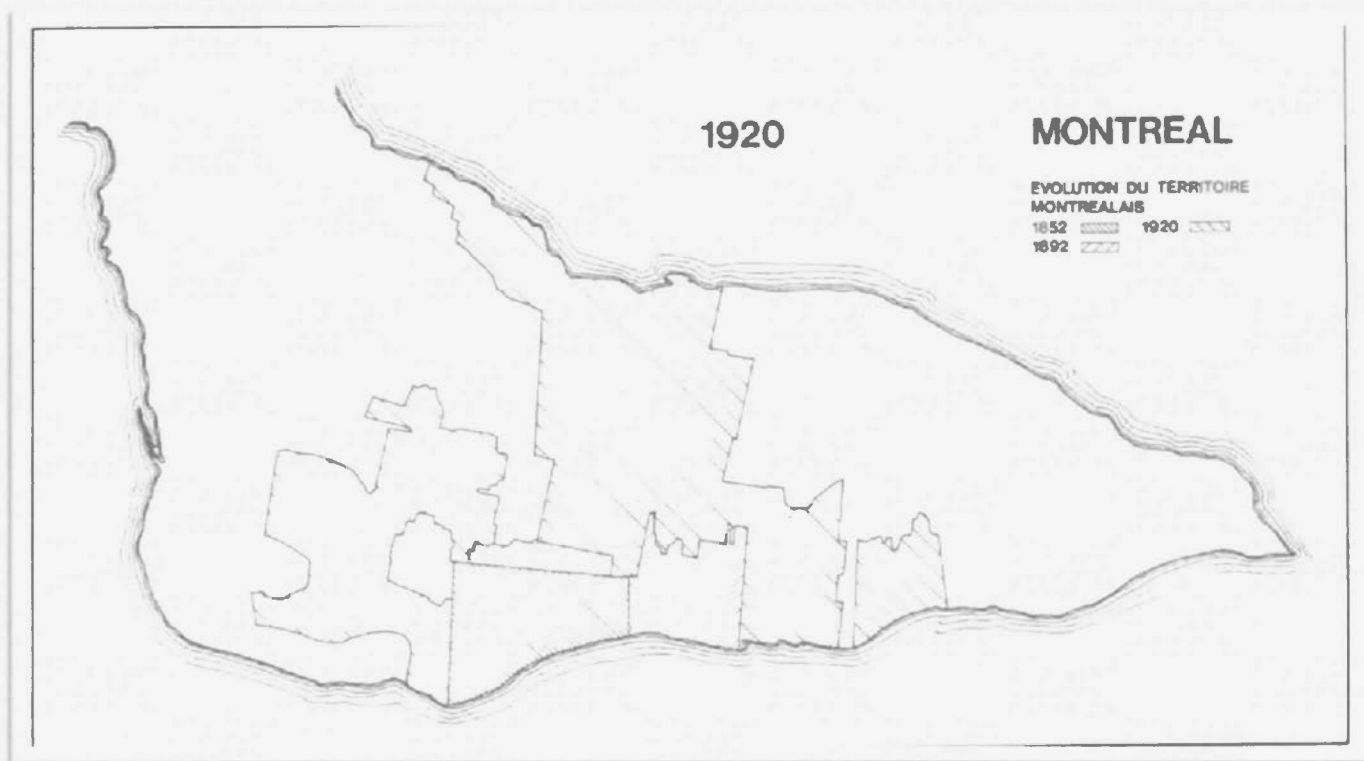 1920
MONTREAL
EVOLUTION DU TERRITOIRE
MONTREALAIS
1852 1920
1892